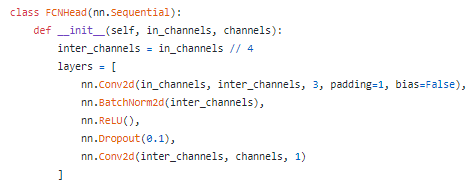 class FCNHead(nn.Sequential):
    def __init__(self, in_channels, channels):
        inter_channels = in_channels // 4
        layers = [
            nn.Conv2d(in_channels, inter_channels, 3, padding=1, bias=False),
            nn.BatchNorm2d(inter_channels),
            nn.ReLU(),
            nn.Dropout(0.1),
            nn.Conv2d(inter_channels, channels, 1)
        ]